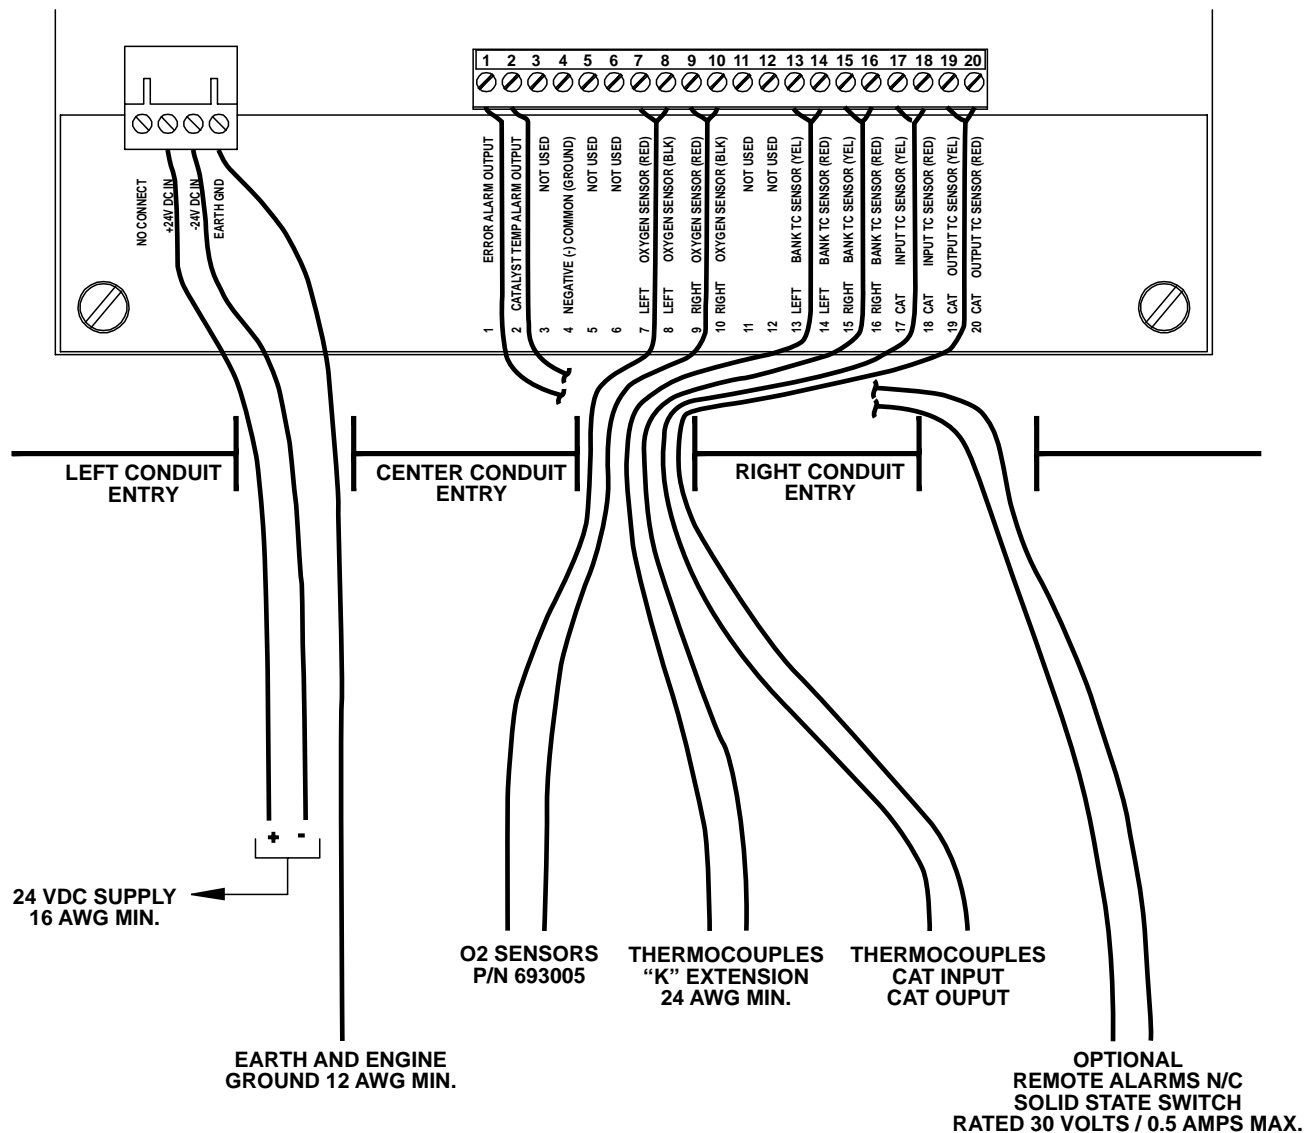 1 2 3 4 5 6 7 8 9 10 11 12 13 14 15 16 17 18 19 20
NO CONNECT
+24V DC IN
-24V DC IN
EARTH GND
1 ERROR ALARM OUTPUT
2 CATALYST TEMP ALARM OUTPUT
3 NOT USED
4 NEGATIVE (-) COMMON (GROUND)
5 NOT USED
6 NOT USED
7 LEFT OXYGEN SENSOR (RED)
8 LEFT OXYGEN SENSOR (BLK)
9 RIGHT OXYGEN SENSOR (RED)
10 RIGHT OXYGEN SENSOR (BLK)
11 NOT USED
12 NOT USED
13 LEFT BANK TC SENSOR (YEL)
14 LEFT BANK TC SENSOR (RED)
15 RIGHT BANK TC SENSOR (YEL)
16 RIGHT BANK TC SENSOR (RED)
17 CAT INPUT TC SENSOR (YEL)
18 CAT INPUT TC SENSOR (RED)
19 CAT OUTPUT TC SENSOR (YEL)
20 CAT OUTPUT TC SENSOR (RED)
LEFT CONDUIT
ENTRY
CENTER CONDUIT
ENTRY
RIGHT CONDUIT
ENTRY
+ -
24 VDC SUPPLY
16 AWG MIN.
O2 SENSORS
P/N 693005
THERMOCOUPLES
“K” EXTENSION
24 AWG MIN.
THERMOCOUPLES
CAT INPUT
CAT OUPUT
EARTH AND ENGINE
GROUND 12 AWG MIN.
OPTIONAL
REMOTE ALARMS N/C
SOLID STATE SWITCH
RATED 30 VOLTS / 0.5 AMPS MAX.